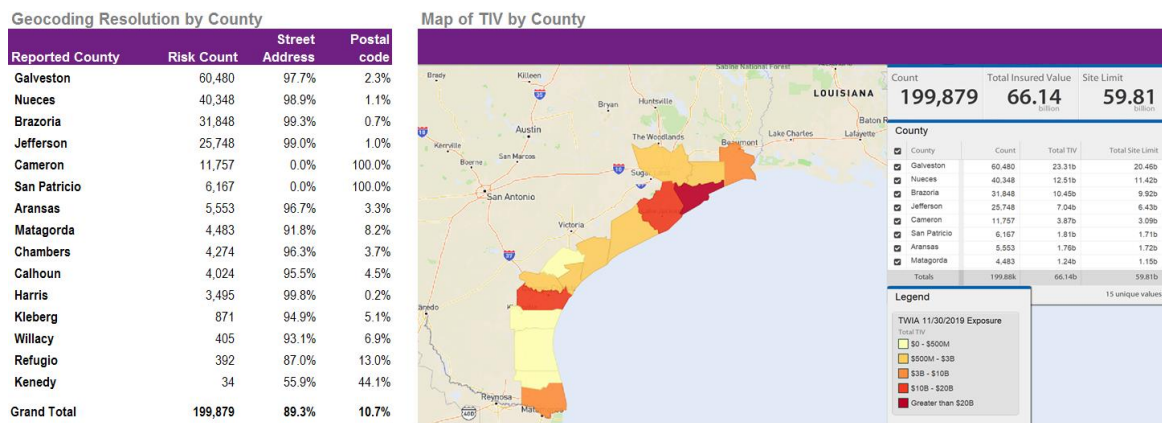 Geocoding Resolution by County
Reported County Risk Count Street Address Postal code
Galveston 60,480 97.7% 2.3%
Nueces 40,348 98.9% 1.1%
Brazoria 31,848 99.3% 0.7%
Jefferson 25,748 99.0% 1.0%
Cameron 11,757 0.0% 100.0%
San Patricio 6,167 0.0% 100.0%
Aransas 5,553 96.7% 3.3%
Matagorda 4,483 91.8% 8.2%
Chambers 4,274 96.3% 3.7%
Calhoun 4,024 95.5% 4.5%
Harris 3,495 99.8% 0.2%
Kleberg 871 94.9% 5.1%
Willacy 405 93.1% 6.9%
Refugio 392 87.0% 13.0%
Kenedy 34 55.9% 44.1%
Grand Total 199,879 89.3% 10.7%
Map of TIV by County
Brady
Killeen
Sabine National Forest
LOUISIANA
Bryan
Huntsville
Austin
The Woodlands
Beaumont
Lake Charles
Lafayette
Baton R
Kerrville
Boerne
San Marcos
Sugar
San Antonio
Victoria
aredo
Reynosa
Mat
Count Total Insured Value Site Limit
199,879 66.14 59.81
billion billion
County
County Count Total TIV Total Site Limit
Galveston 60,480 23.31b 20.46b
Nueces 40,348 12.51b 11.42b
Brazoria 31,848 10.45b 9.92b
Jefferson 25,748 7.04b 6.43b
Cameron 11,757 3.87b 3.09b
San Patricio 6,167 1.81b 1.71b
Aransas 5,553 1.76b 1.72b
Matagorda 4,483 1.24b 1.15b
Totals 199.88k 66.14b 59.81b
15 unique values
Legend
TWIA 11/30/2019 Exposure
Total TIV
$0 - $500M
$500M - $3B
$3B - $10B
$10B - $20B
Greater than $20B